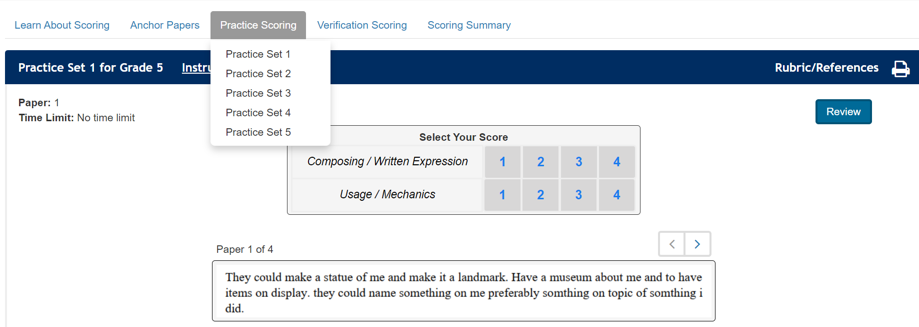 Learn About Scoring Anchor Papers Practice Scoring Verification Scoring Scoring Summary
Practice Set 1
Practice Set 2
Practice Set 3
Practice Set 4
Practice Set 5
Practice Set 1 for Grade 5 Rubric/References
Paper: 1
Time Limit: No time limit
Review
Select Your Score
Composing / Written Expression 1 2 3 4
Usage / Mechanics 1 2 3 4
Paper 1 of 4
They could make a statue of me and make it a landmark. Have a museum about me and to have
items on display. they could name something on me preferably somthing on topic of somthing i
did.